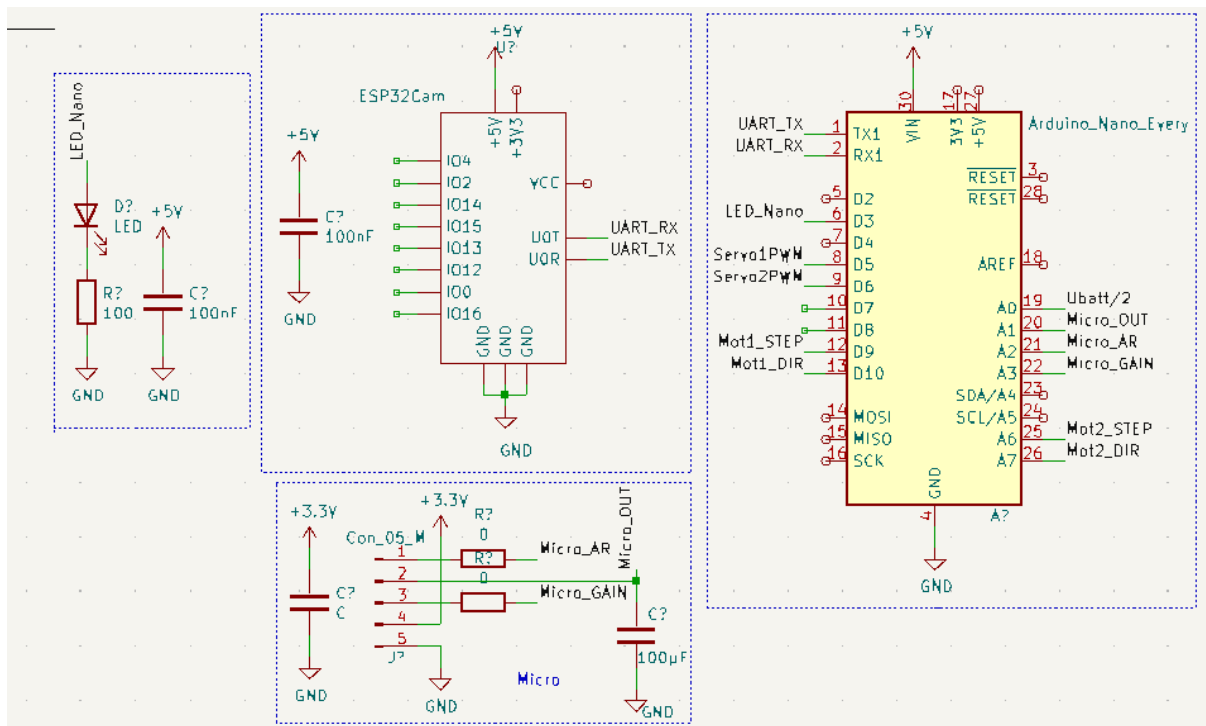 LED_Nano
D?
LED
+5V
R?
100
C?
100nF
GND
GND
+5V
U?
ESP32Cam
+5V
C?
100nF
GND
+5V
+3V3
IO4
IO2
IO14
IO15
IO13
IO12
IO0
IO16
VCC
UOT
UOR
UART_RX
UART_TX
GND
GND
GND
GND
+3.3V
C?
C
GND
Con_05_M
1
2
3
4
5
J?
+3.3V
R?
0
R?
0
Micro_AR
Micro_GAIN
Micro_OUT
C?
100µF
GND
GND
Micro
+5V
Arduino_Nano_Every
30
17
27
VIN
3V3
+5V
UART_TX 1 TX1
UART_RX 2 RX1
RESET 3
RESET 28
5 D2
LED_Nano 6 D3
7 D4
Servo1PWM 8 D5
Servo2PWM 9 D6
10 D7
11 D8
Mot1_STEP 12 D9
Mot1_DIR 13 D10
14 MOSI
15 MISO
16 SCK
AREF 18
A0 19 Ubatt/2
A1 20 Micro_OUT
A2 21 Micro_AR
A3 22 Micro_GAIN
SDA/A4 23
SCL/A5 24
A6 25 Mot2_STEP
A7 26 Mot2_DIR
GND
4
A?
GND